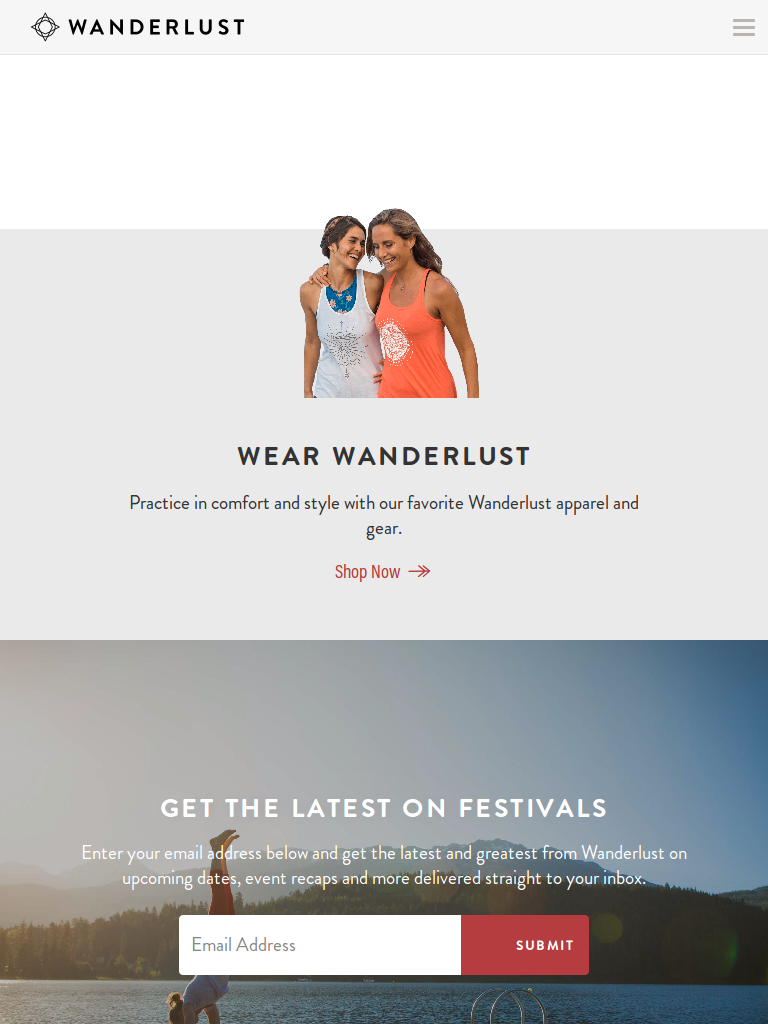 WANDERLUST
WEAR WANDERLUST
Practice in comfort and style with our favorite Wanderlust apparel and
gear.
Shop Now
GET THE LATEST ON FESTIVALS
Enter your email address below and get the latest and greatest from Wanderlust on
upcoming dates, event recaps and more delivered straight to your inbox.
Email Address
SUBMIT